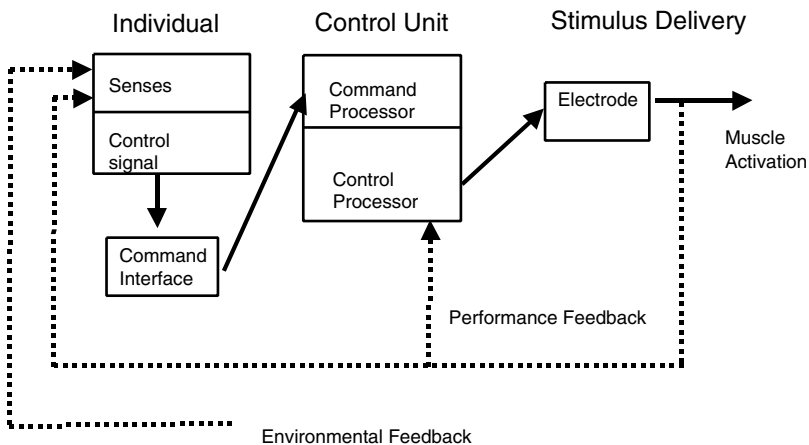 Individual
Control Unit
Stimulus Delivery
Senses
Control
signal
Command
Interface
Command
Processor
Control
Processor
Electrode
Muscle
Activation
Performance Feedback
Environmental Feedback